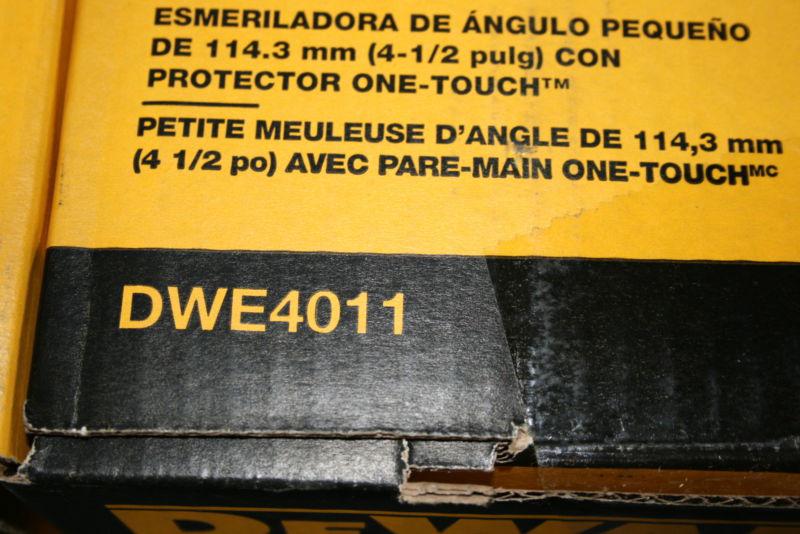 ESMERILADORA DE ÁNGULO PEQUEÑO
DE 114.3 mm (4-1/2 pulg) CON
PROTECTOR ONE-TOUCH™
PETITE MEULEUSE D'ANGLE DE 114,3 mm
(4 1/2 po) AVEC PARE-MAIN ONE-TOUCHMC
DWE4011